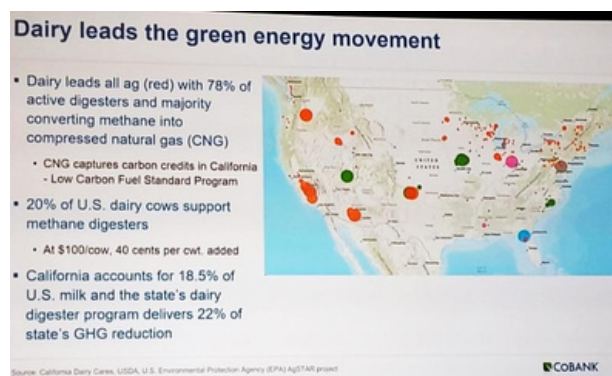 Dairy leads the green energy movement
▪ Dairy leads all ag (red) with 78% of
active digesters and majority
converting methane into
compressed natural gas (CNG)
▪ CNG captures carbon credits in California
- Low Carbon Fuel Standard Program
▪ 20% of U.S. dairy cows support
methane digesters
▪ At $100/cow, 40 cents per cwt. added
▪ California accounts for 18.5% of
U.S. milk and the state's dairy
digester program delivers 22% of
state's GHG reduction
UNITED
STATES
Source: California Dairy Cares, USDA, U.S. Environmental Protection Agency (EPA) AgSTAR project
COBANK